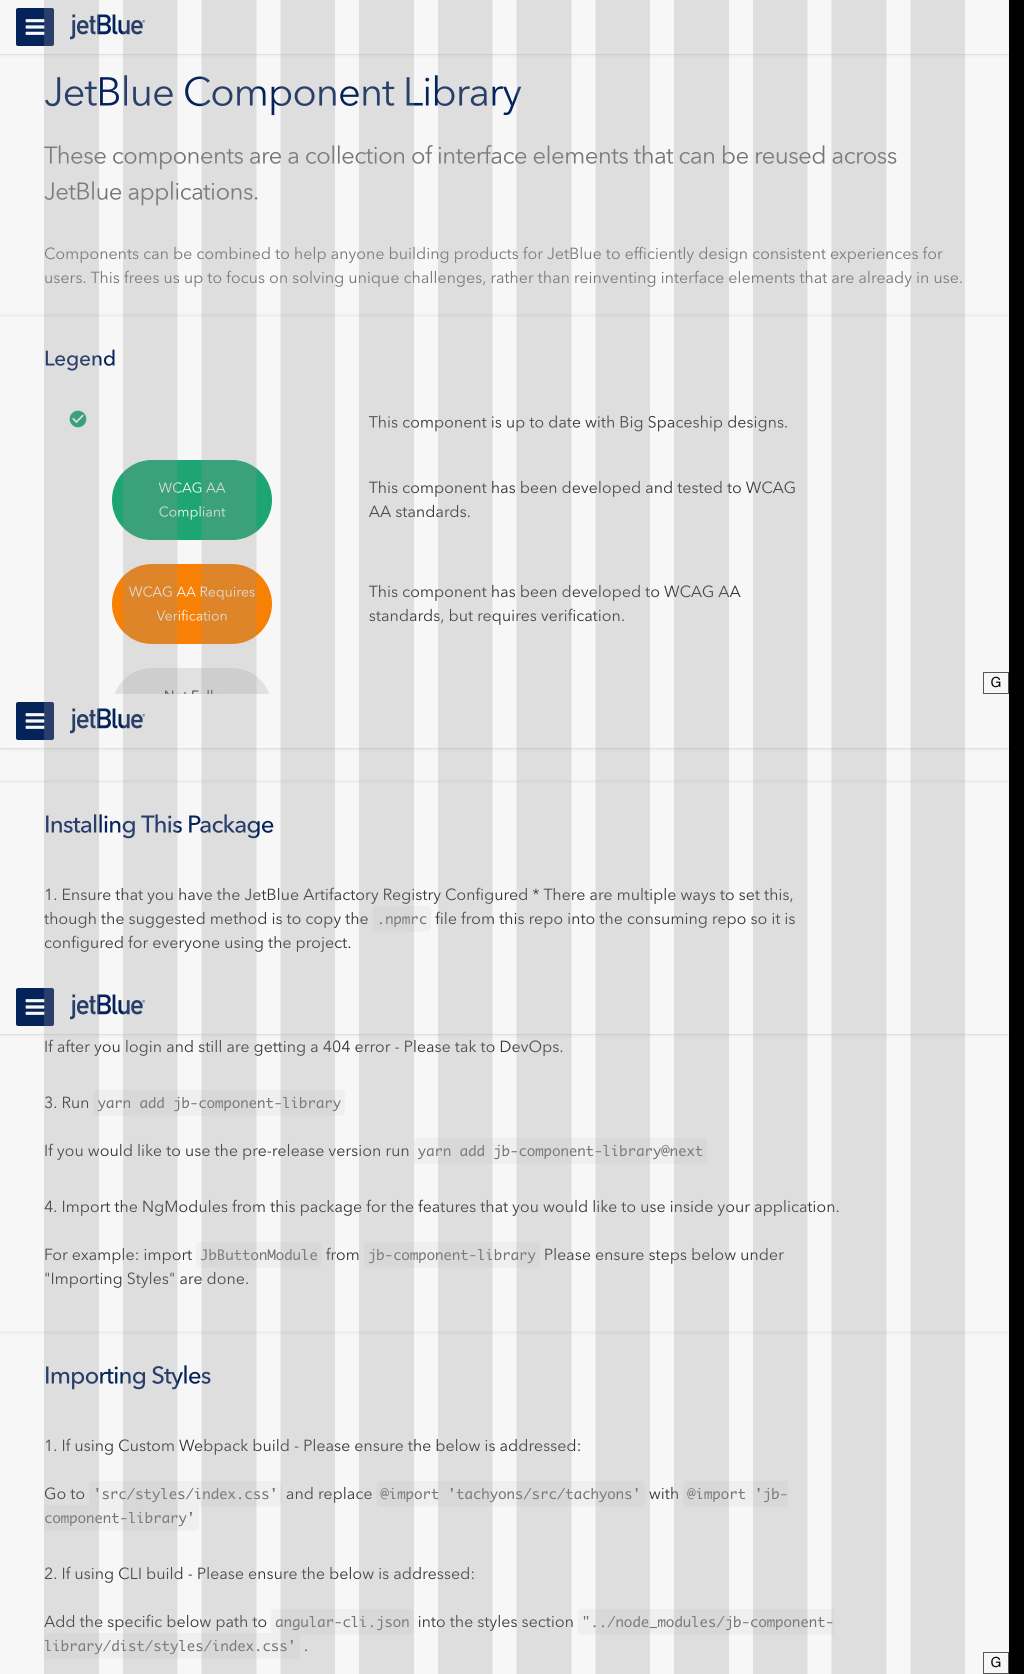 jetBlue
JetBlue Component Library
These components are a collection of interface elements that can be reused across
JetBlue applications.
Components can be combined to help anyone building products for JetBlue to efficiently design consistent experiences for
users. This frees us up to focus on solving unique challenges, rather than reinventing interface elements that are already in use.
Legend
This component is up to date with Big Spaceship designs.
WCAG AA
Compliant
This component has been developed and tested to WCAG
AA standards.
WCAG AA Requires
Verification
This component has been developed to WCAG AA
standards, but requires verification.
Not Full
G
jetBlue
Installing This Package
1. Ensure that you have the JetBlue Artifactory Registry Configured * There are multiple ways to set this,
though the suggested method is to copy the .npmrc file from this repo into the consuming repo so it is
configured for everyone using the project.
jetBlue
If after you login and still are getting a 404 error - Please tak to DevOps.
3. Run yarn add jb-component-library
If you would like to use the pre-release version run yarn add jb-component-library@next
4. Import the NgModules from this package for the features that you would like to use inside your application.
For example: import JbButtonModule from jb-component-library Please ensure steps below under
"Importing Styles" are done.
Importing Styles
1. If using Custom Webpack build - Please ensure the below is addressed:
Go to 'src/styles/index.css' and replace @import 'tachyons/src/tachyons' with @import 'jb-
component-library'
2. If using CLI build - Please ensure the below is addressed:
Add the specific below path to angular-cli.json into the styles section "../node_modules/jb-component-
library/dist/styles/index.css' .
G